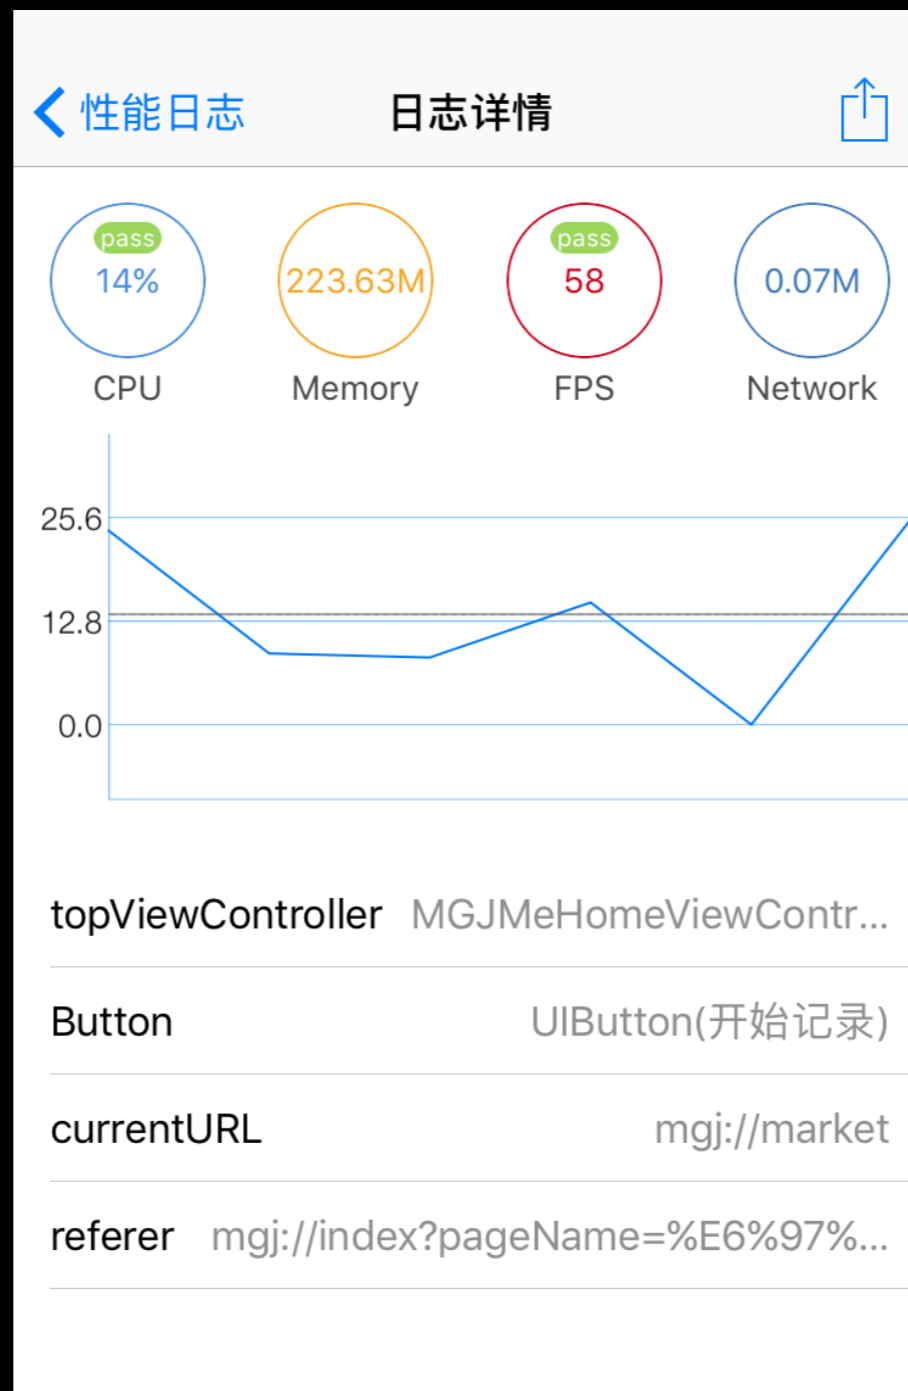 性能日志 日志详情
pass pass
14% 223.63M 58 0.07M
CPU Memory FPS Network
25.6
12.8
0.0
topViewController MGJMeHomeViewContr...
Button UIButton(开始记录)
currentURL mgj://market
referer mgj://index?pageName=%E6%97%...